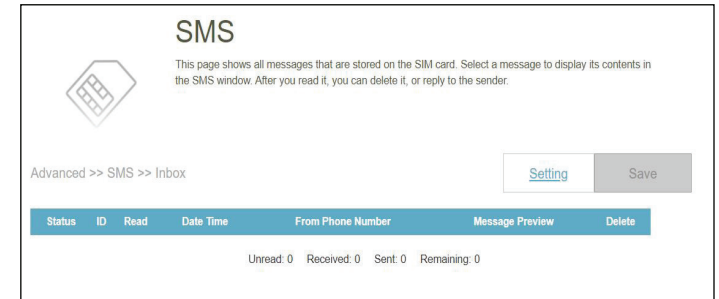 SMS
This page shows all messages that are stored on the SIM card. Select a message to display its contents in
the SMS window. After you read it, you can delete it, or reply to the sender.
Advanced >> SMS >> Inbox
Setting Save
Status ID Read Date Time From Phone Number Message Preview Delete
Unread: 0 Received: 0 Sent: 0 Remaining: 0